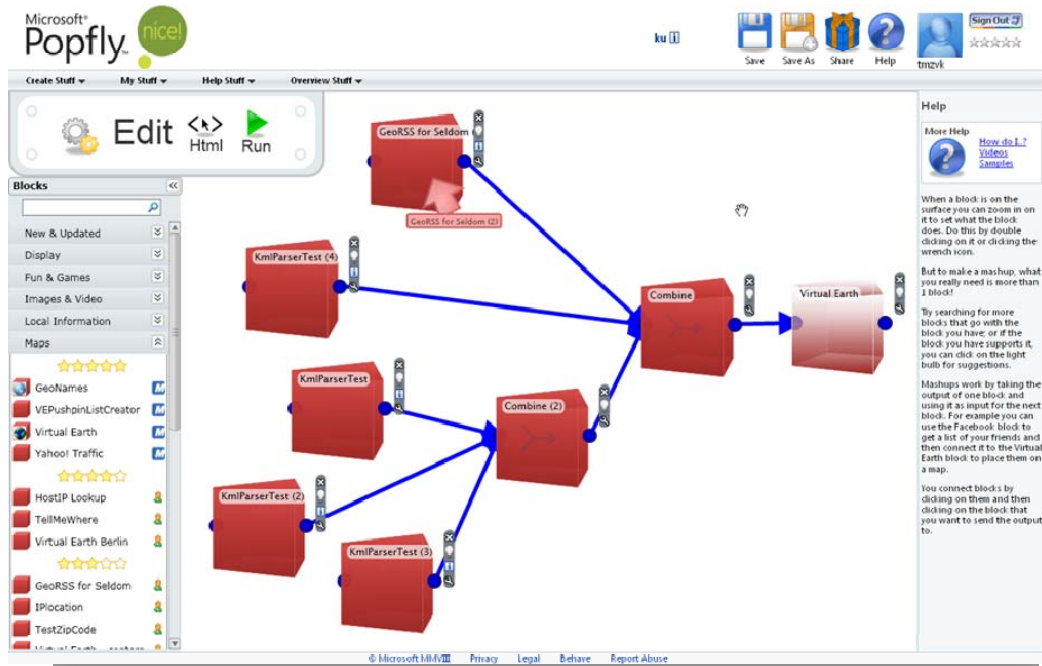 Microsoft®
Popfly
nice!
ku
Save
Save As
Share
Help
Sign Out
tmzvk
Create Stuff
My Stuff
Help Stuff
Overview Stuff
Edit
Html
Run
Blocks
New & Updated
Display
Fun & Games
Images & Video
Local Information
Maps
GeoNames
VEPushpinListCreator
Virtual Earth
Yahoo! Traffic
HostIP Lookup
TellMeWhere
Virtual Earth Berlin
GeoRSS for Seldom
IPlocation
TestZipCode
GeoRSS for Seldom
GeoRSS for Seldom (2)
KmlParserTest (4)
Combine
Virtual Earth
KmlParserTest
Combine (2)
KmlParserTest (2)
KmlParserTest (3)
Help
More Help
How do I..?
Videos
Samples
When a block is on the
surface you can zoom in on
it to set what the block
does. Do this by double
clicking on it or clicking the
wrench icon.
But to make a mashup, what
you really need is more than
1 block!
Try searching for more
blocks that go with the
block you have; or if the
block you have supports it,
you can click on the light
bulb for suggestions.
Mashups work by taking the
output of one block and
using it as input for the next
block. For example you can
use the Facebook block to
get a list of your friends and
then connect it to the Virtual
Earth block to place them on
a map.
You connect blocks by
clicking on them and then
clicking on the block that
you want to send the output
to.
© Microsoft MMVIII
Privacy
Legal
Behave
Report Abuse